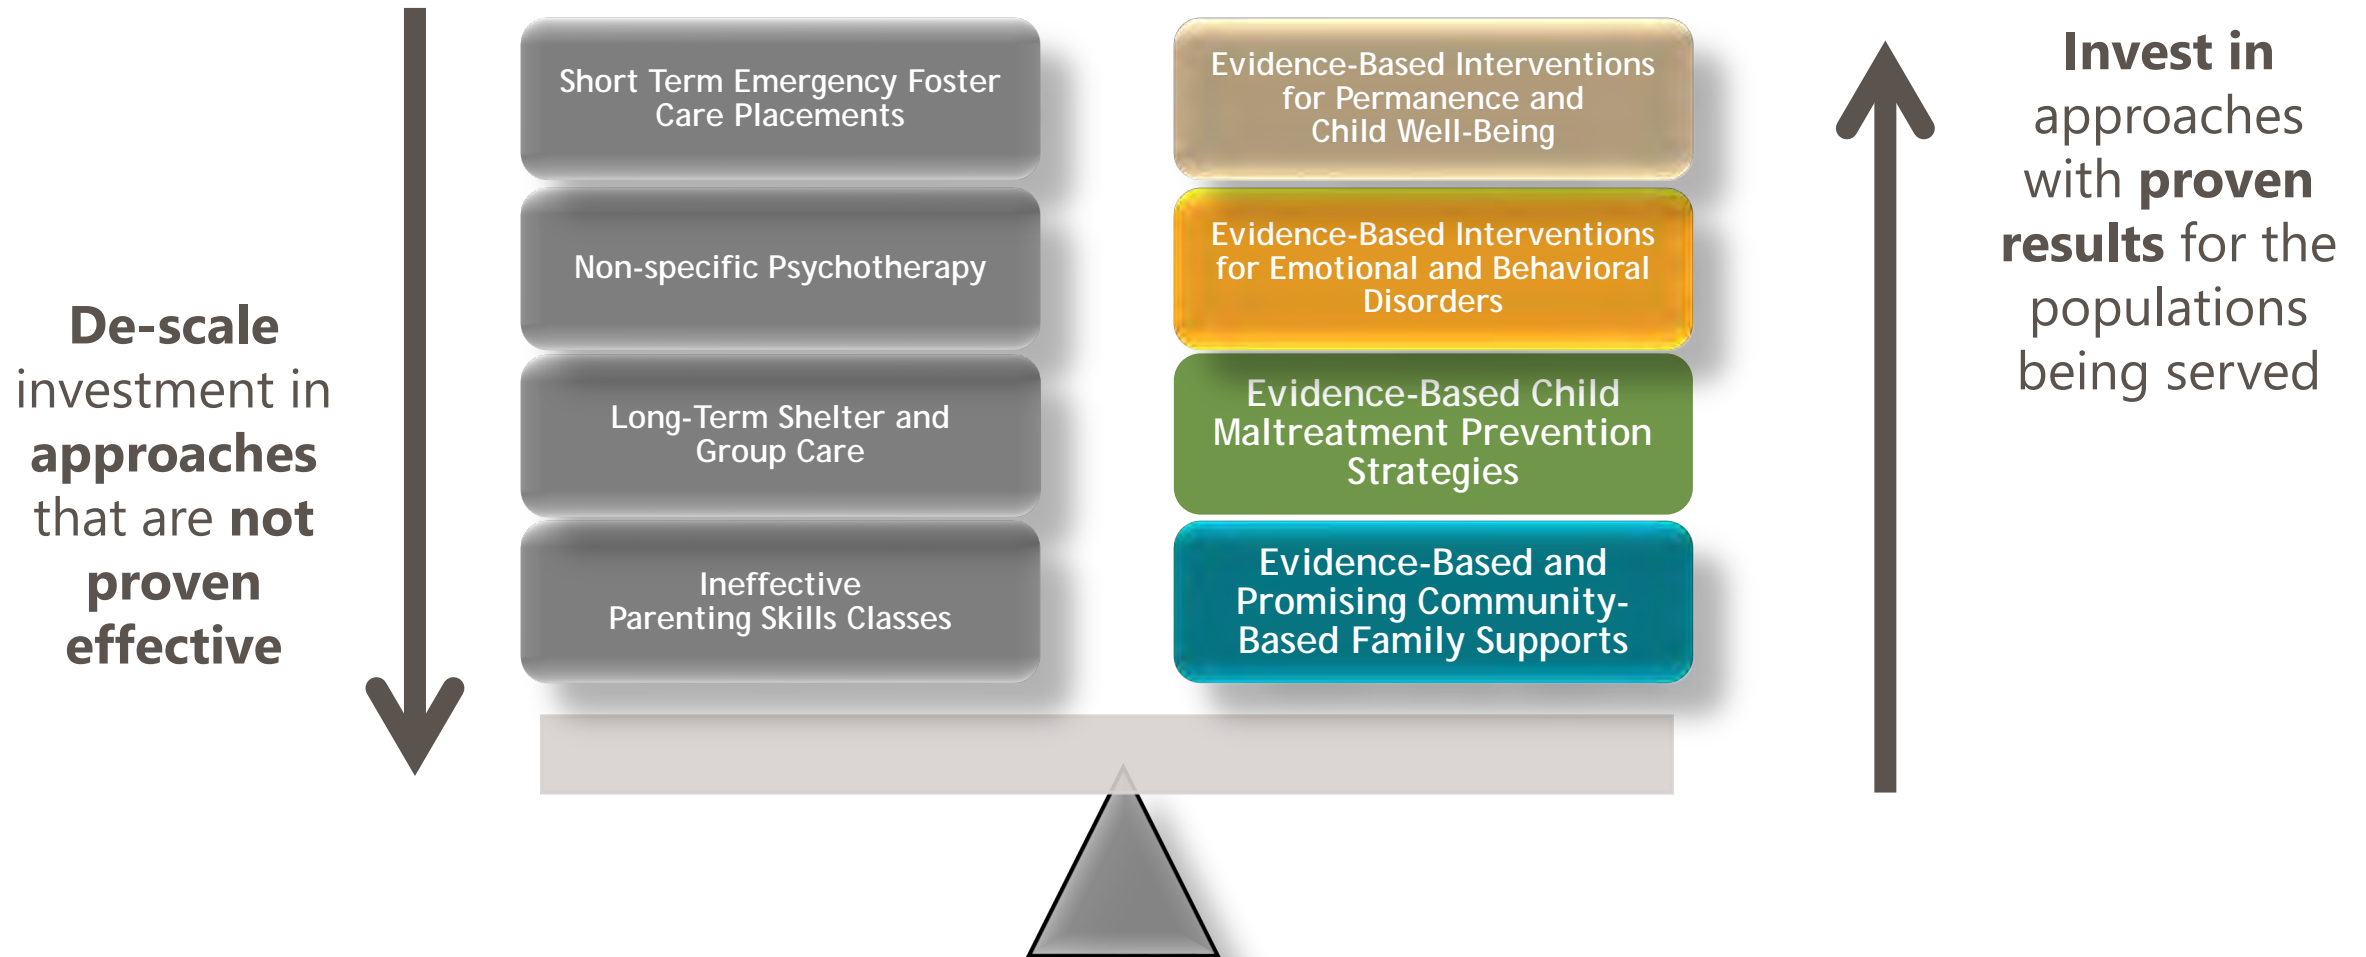 De-scale
investment in
approaches
that are not
proven
effective
Short Term Emergency Foster
Care Placements
Non-specific Psychotherapy
Long-Term Shelter and
Group Care
Ineffective
Parenting Skills Classes
Evidence-Based Interventions
for Permanence and
Child Well-Being
Evidence-Based Interventions
for Emotional and Behavioral
Disorders
Evidence-Based Child
Maltreatment Prevention
Strategies
Evidence-Based and
Promising Community-
Based Family Supports
Invest in
approaches
with proven
results for the
populations
being served